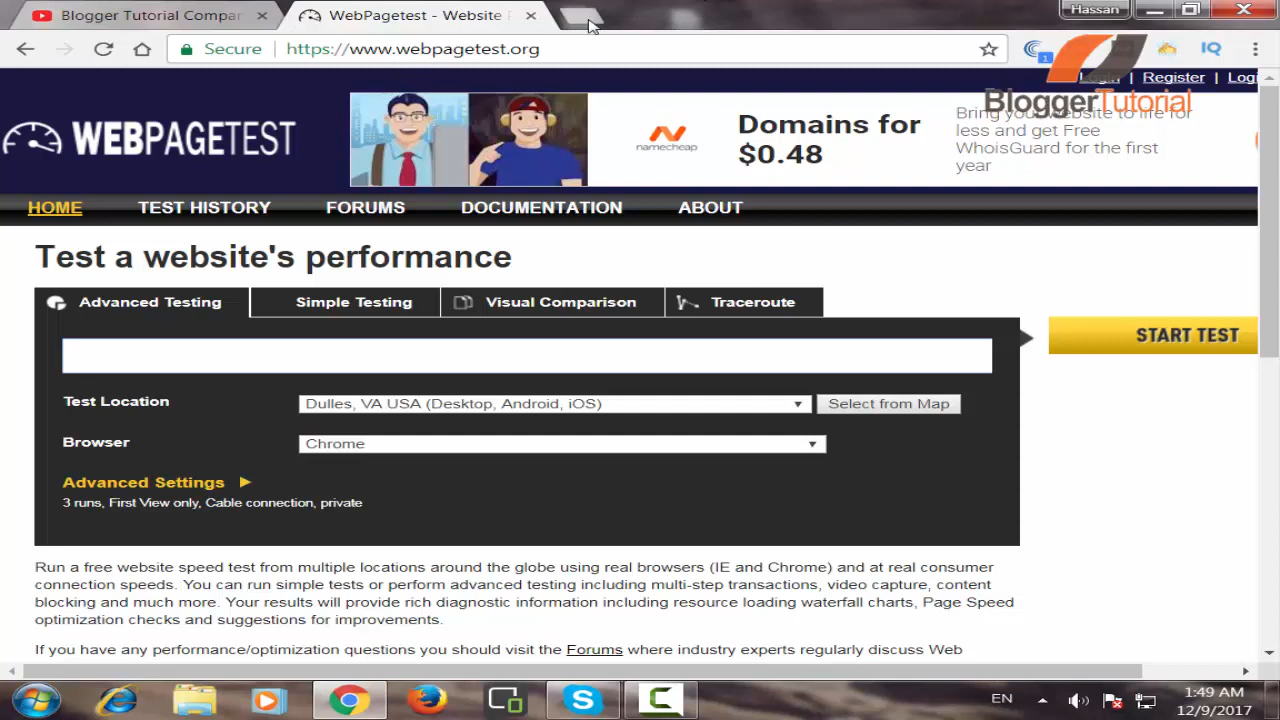 Blogger Tutorial Compar
WebPagetest - Website
Hassan
Secure
https://www.webpagetest.org
1
IQ
Login | Register | Logi
BloggerTutorial
WEBPAGETEST
namecheap
Domains for
$0.48
Bring your website to life for
less and get Free
WhoisGuard for the first
year
HOME
TEST HISTORY
FORUMS
DOCUMENTATION
ABOUT
Test a website's performance
Advanced Testing
Simple Testing
Visual Comparison
Traceroute
START TEST
Test Location
Dulles, VA USA (Desktop, Android, iOS)
Select from Map
Browser
Chrome
Advanced Settings
3 runs, First View only, Cable connection, private
Run a free website speed test from multiple locations around the globe using real browsers (IE and Chrome) and at real consumer
connection speeds. You can run simple tests or perform advanced testing including multi-step transactions, video capture, content
blocking and much more. Your results will provide rich diagnostic information including resource loading waterfall charts, Page Speed
optimization checks and suggestions for improvements.
If you have any performance/optimization questions you should visit the Forums where industry experts regularly discuss Web
EN
1:49 AM
12/9/2017